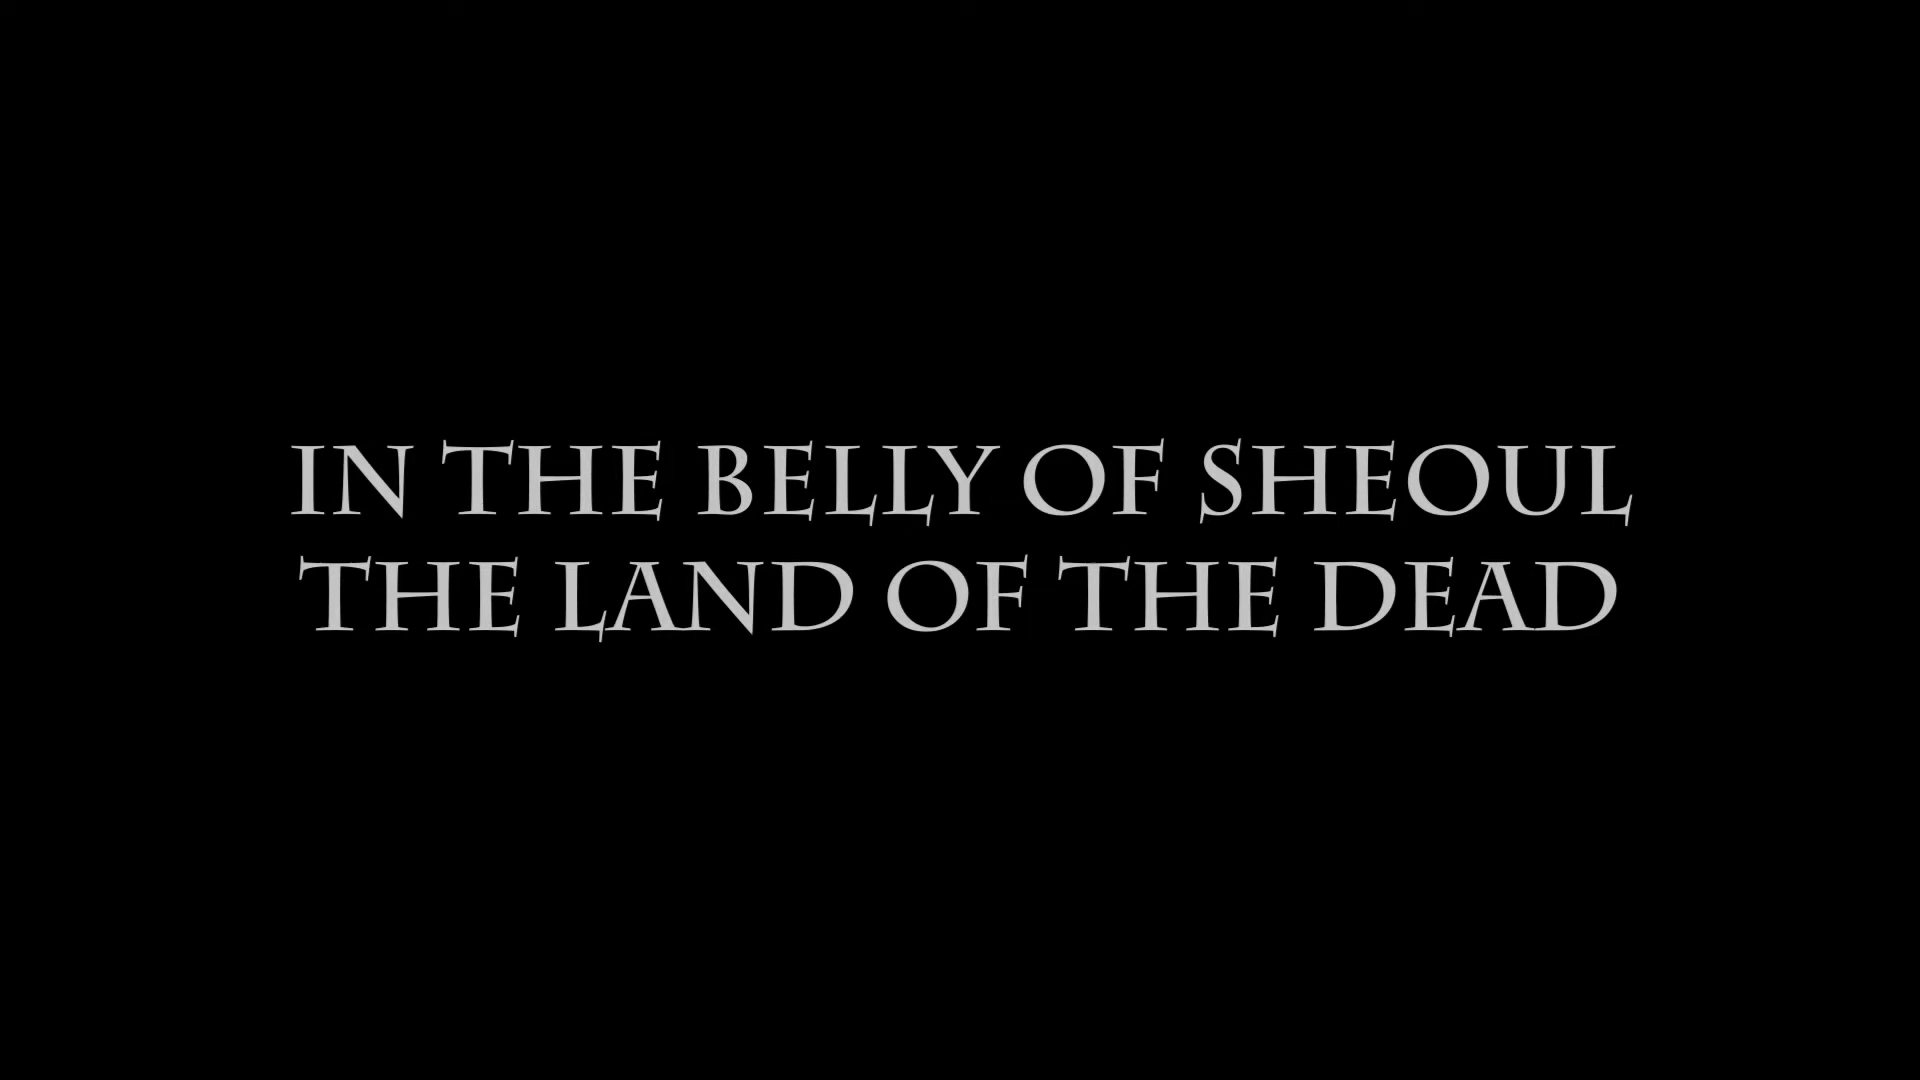 IN THE BELLY OF SHEOUL
THE LAND OF THE DEAD